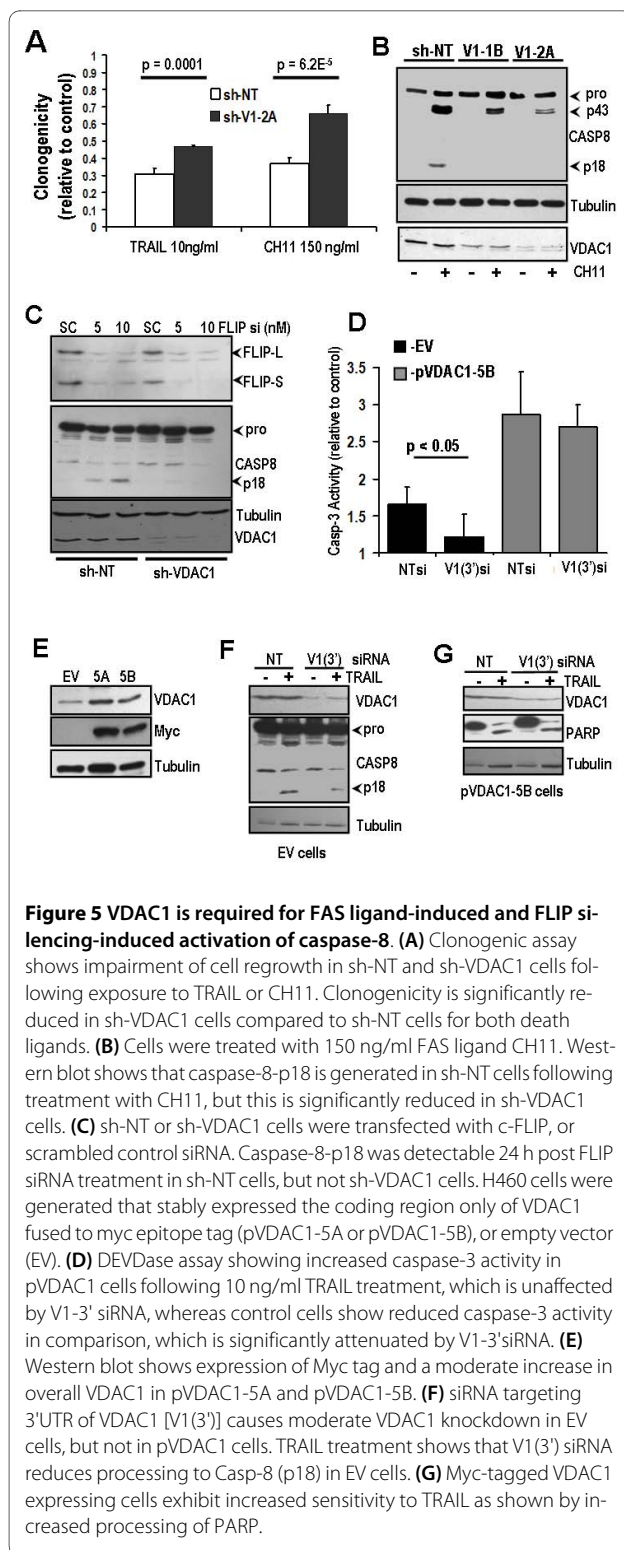 A
p = 0.0001
p = 6.2E-5
sh-NT
sh-V1-2A
Clonogenicity
(relative to control)
1
0.9
0.8
0.7
0.6
0.5
0.4
0.3
0.2
0.1
0
TRAIL 10ng/ml
CH11 150 ng/ml
B
sh-NT V1-1B V1-2A
pro
p43
CASP8
p18
Tubulin
VDAC1
- + - + - +
CH11
C
SC 5 10 SC 5 10 FLIP si (nM)
FLIP-L
FLIP-S
pro
CASP8
p18
Tubulin
VDAC1
sh-NT sh-VDAC1
D
-EV
-pVDAC1-5B
Casp-3 Activity (relative to control)
3.5
3
2.5
2
1.5
1
p < 0.05
NTsi V1(3')si NTsi V1(3')si
E
EV 5A 5B
VDAC1
Myc
Tubulin
F
NT V1(3') siRNA
- + - + TRAIL
VDAC1
pro
CASP8
p18
Tubulin
EV cells
G
NT V1(3') siRNA
- + - + TRAIL
VDAC1
PARP
Tubulin
pVDAC1-5B cells
Figure 5 VDAC1 is required for FAS ligand-induced and FLIP si-
lencing-induced activation of caspase-8. (A) Clonogenic assay
shows impairment of cell regrowth in sh-NT and sh-VDAC1 cells fol-
lowing exposure to TRAIL or CH11. Clonogenicity is significantly re-
duced in sh-VDAC1 cells compared to sh-NT cells for both death
ligands. (B) Cells were treated with 150 ng/ml FAS ligand CH11. West-
ern blot shows that caspase-8-p18 is generated in sh-NT cells following
treatment with CH11, but this is significantly reduced in sh-VDAC1
cells. (C) sh-NT or sh-VDAC1 cells were transfected with c-FLIP, or
scrambled control siRNA. Caspase-8-p18 was detectable 24 h post FLIP
siRNA treatment in sh-NT cells, but not sh-VDAC1 cells. H460 cells were
generated that stably expressed the coding region only of VDAC1
fused to myc epitope tag (pVDAC1-5A or pVDAC1-5B), or empty vector
(EV). (D) DEVDase assay showing increased caspase-3 activity in
pVDAC1 cells following 10 ng/ml TRAIL treatment, which is unaffected
by V1-3' siRNA, whereas control cells show reduced caspase-3 activity
in comparison, which is significantly attenuated by V1-3'siRNA. (E)
Western blot shows expression of Myc tag and a moderate increase in
overall VDAC1 in pVDAC1-5A and pVDAC1-5B. (F) siRNA targeting
3'UTR of VDAC1 [V1(3')] causes moderate VDAC1 knockdown in EV
cells, but not in pVDAC1 cells. TRAIL treatment shows that V1(3') siRNA
reduces processing to Casp-8 (p18) in EV cells. (G) Myc-tagged VDAC1
expressing cells exhibit increased sensitivity to TRAIL as shown by in-
creased processing of PARP.